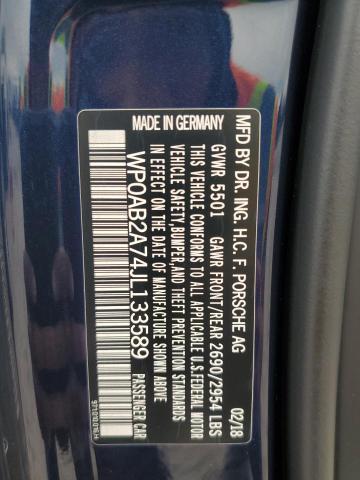 MFD BY DR. ING. H.C. F. PORSCHE AG
02/18
GVWR 5501 GAWR FRONT/REAR 2690/2954 LBS
THIS VEHICLE CONFORMS TO ALL APPLICABLE U.S.FEDERAL MOTOR
VEHICLE SAFETY,BUMPER,AND THEFT PREVENTION STANDARDS
IN EFFECT ON THE DATE OF MANUFACTURE SHOWN ABOVE
MADE IN GERMANY
WP0AB2A74JL133589
PASSENGER CAR